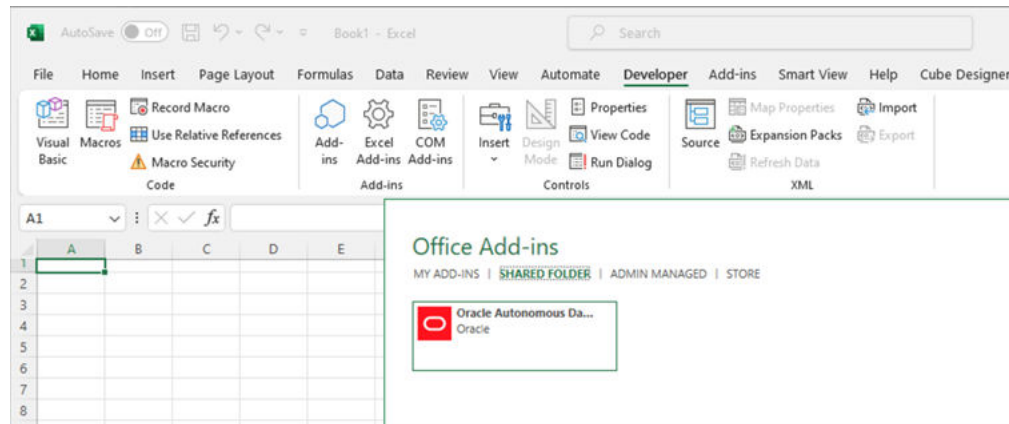 AutoSave Off Book1 - Excel Search
File Home Insert Page Layout Formulas Data Review View Automate Developer Add-ins Smart View Help Cube Designer
Visual Basic
Macros
Record Macro
Use Relative References
Macro Security
Code
Add-ins
Excel Add-ins
COM Add-ins
Add-ins
Insert
Design Mode
Properties
View Code
Run Dialog
Controls
Source
Map Properties
Expansion Packs
Refresh Data
Import
Export
XML
A1 fx
A B C D E
1
2
3
4
5
6
7
8
Office Add-ins
MY ADD-INS | SHARED FOLDER | ADMIN MANAGED | STORE
Oracle Autonomous Da...
Oracle